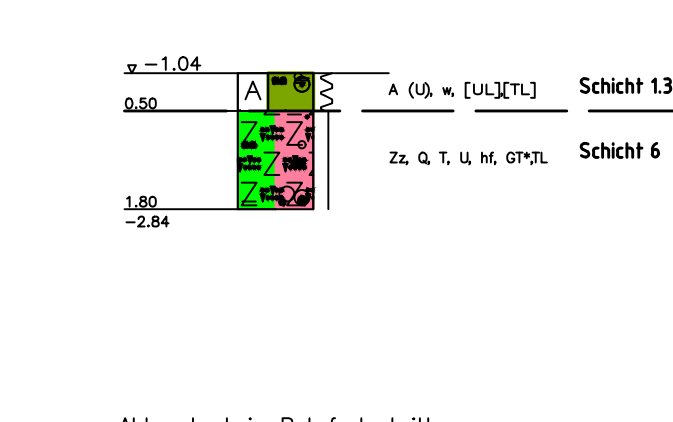 −1.04
A (U), w, [UL],[TL] Schicht 1.3
A
0.50
Zz, Q, T, U, hf, GT*,TL Schicht 6
Z Z
Z
Z Z
1.80
−2.84